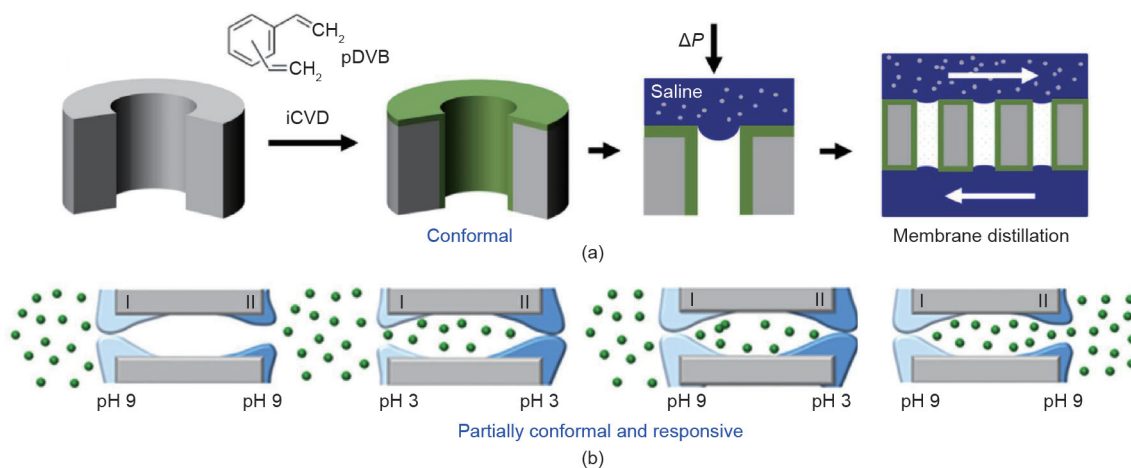 CH2
CH2
pDVB
iCVD
ΔP
Saline
Conformal
Membrane distillation
(a)
I II I II I II I II
pH 9 pH 9 pH 3 pH 3 pH 9 pH 3 pH 9 pH 9
Partially conformal and responsive
(b)